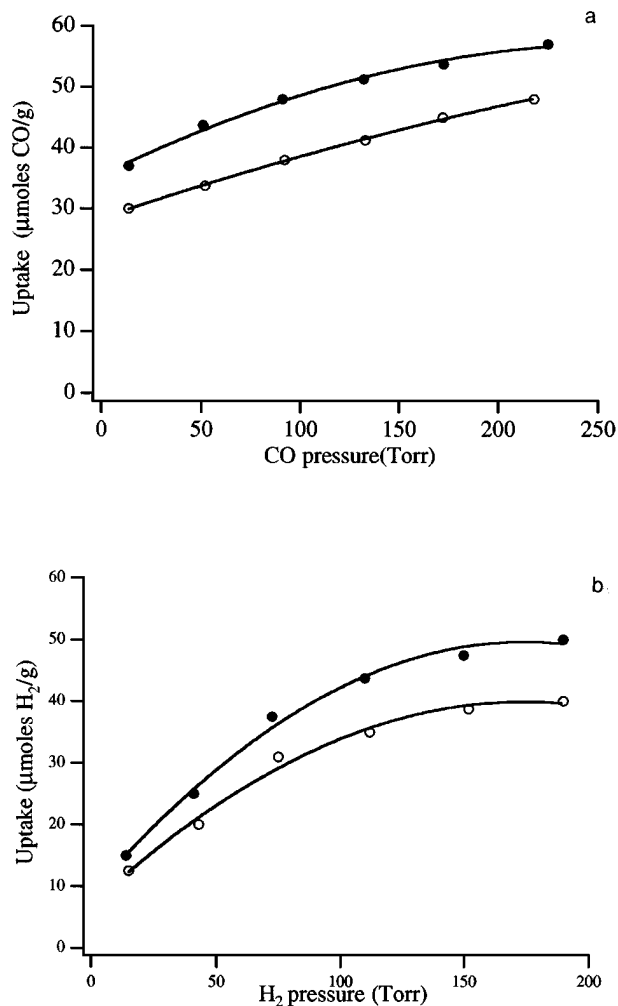 a
60
50
40
30
20
10
0
Uptake (μmoles CO/g)
0 50 100 150 200 250
CO pressure(Torr)
b
60
50
40
30
20
10
0
Uptake (μmoles H₂/g)
0 50 100 150 200
H₂ pressure (Torr)